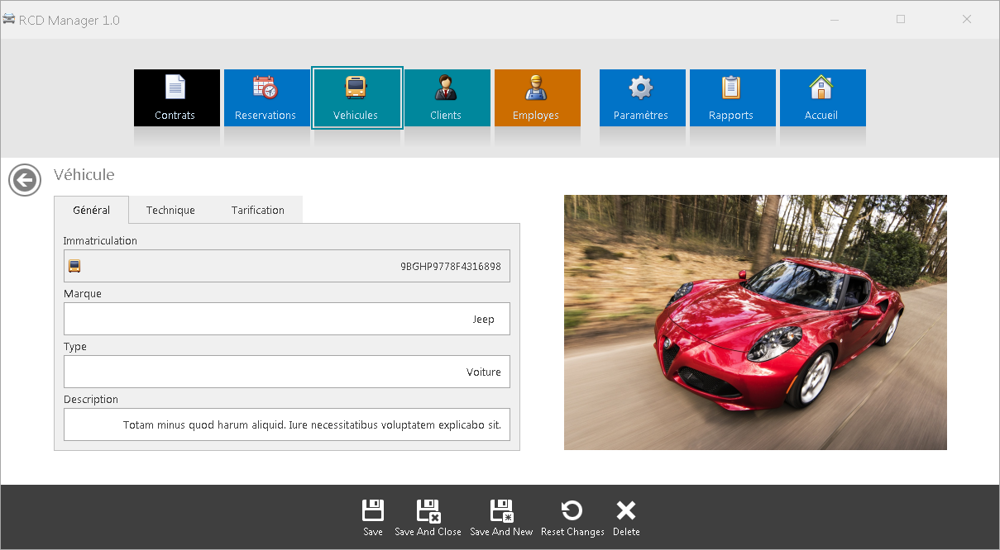 RCD Manager 1.0
Contrats
Reservations
Vehicules
Clients
Employes
Paramètres
Rapports
Accueil
Véhicule
Général
Technique
Tarification
Immatriculation
9BGHP9778F4316898
Marque
Jeep
Type
Voiture
Description
Totam minus quod harum aliquid. Iure necessitatibus voluptatem explicabo sit.
Save
Save And Close
Save And New
Reset Changes
Delete